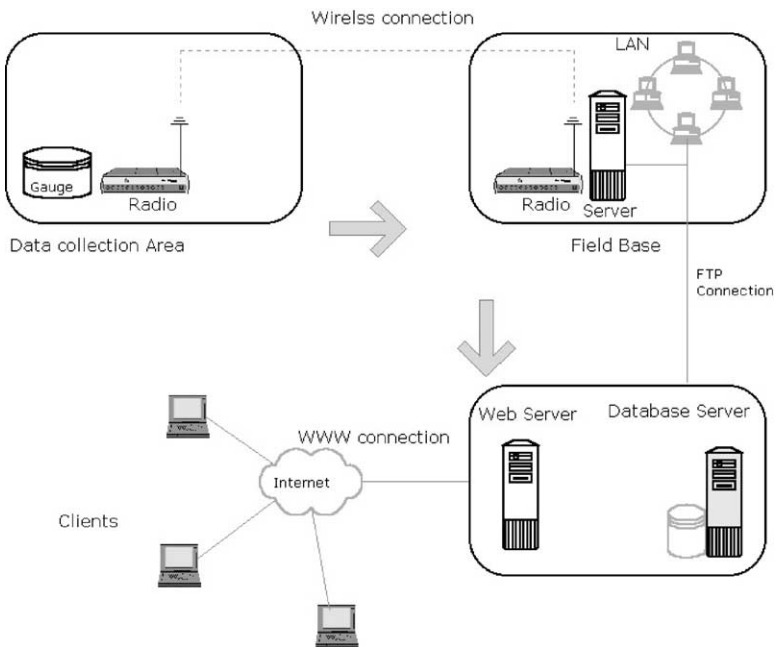 Wirelss connection
LAN
Gauge
Radio
Radio
Server
Data collection Area
Field Base
FTP
Connection
Web Server
Database Server
WWW connection
Internet
Clients